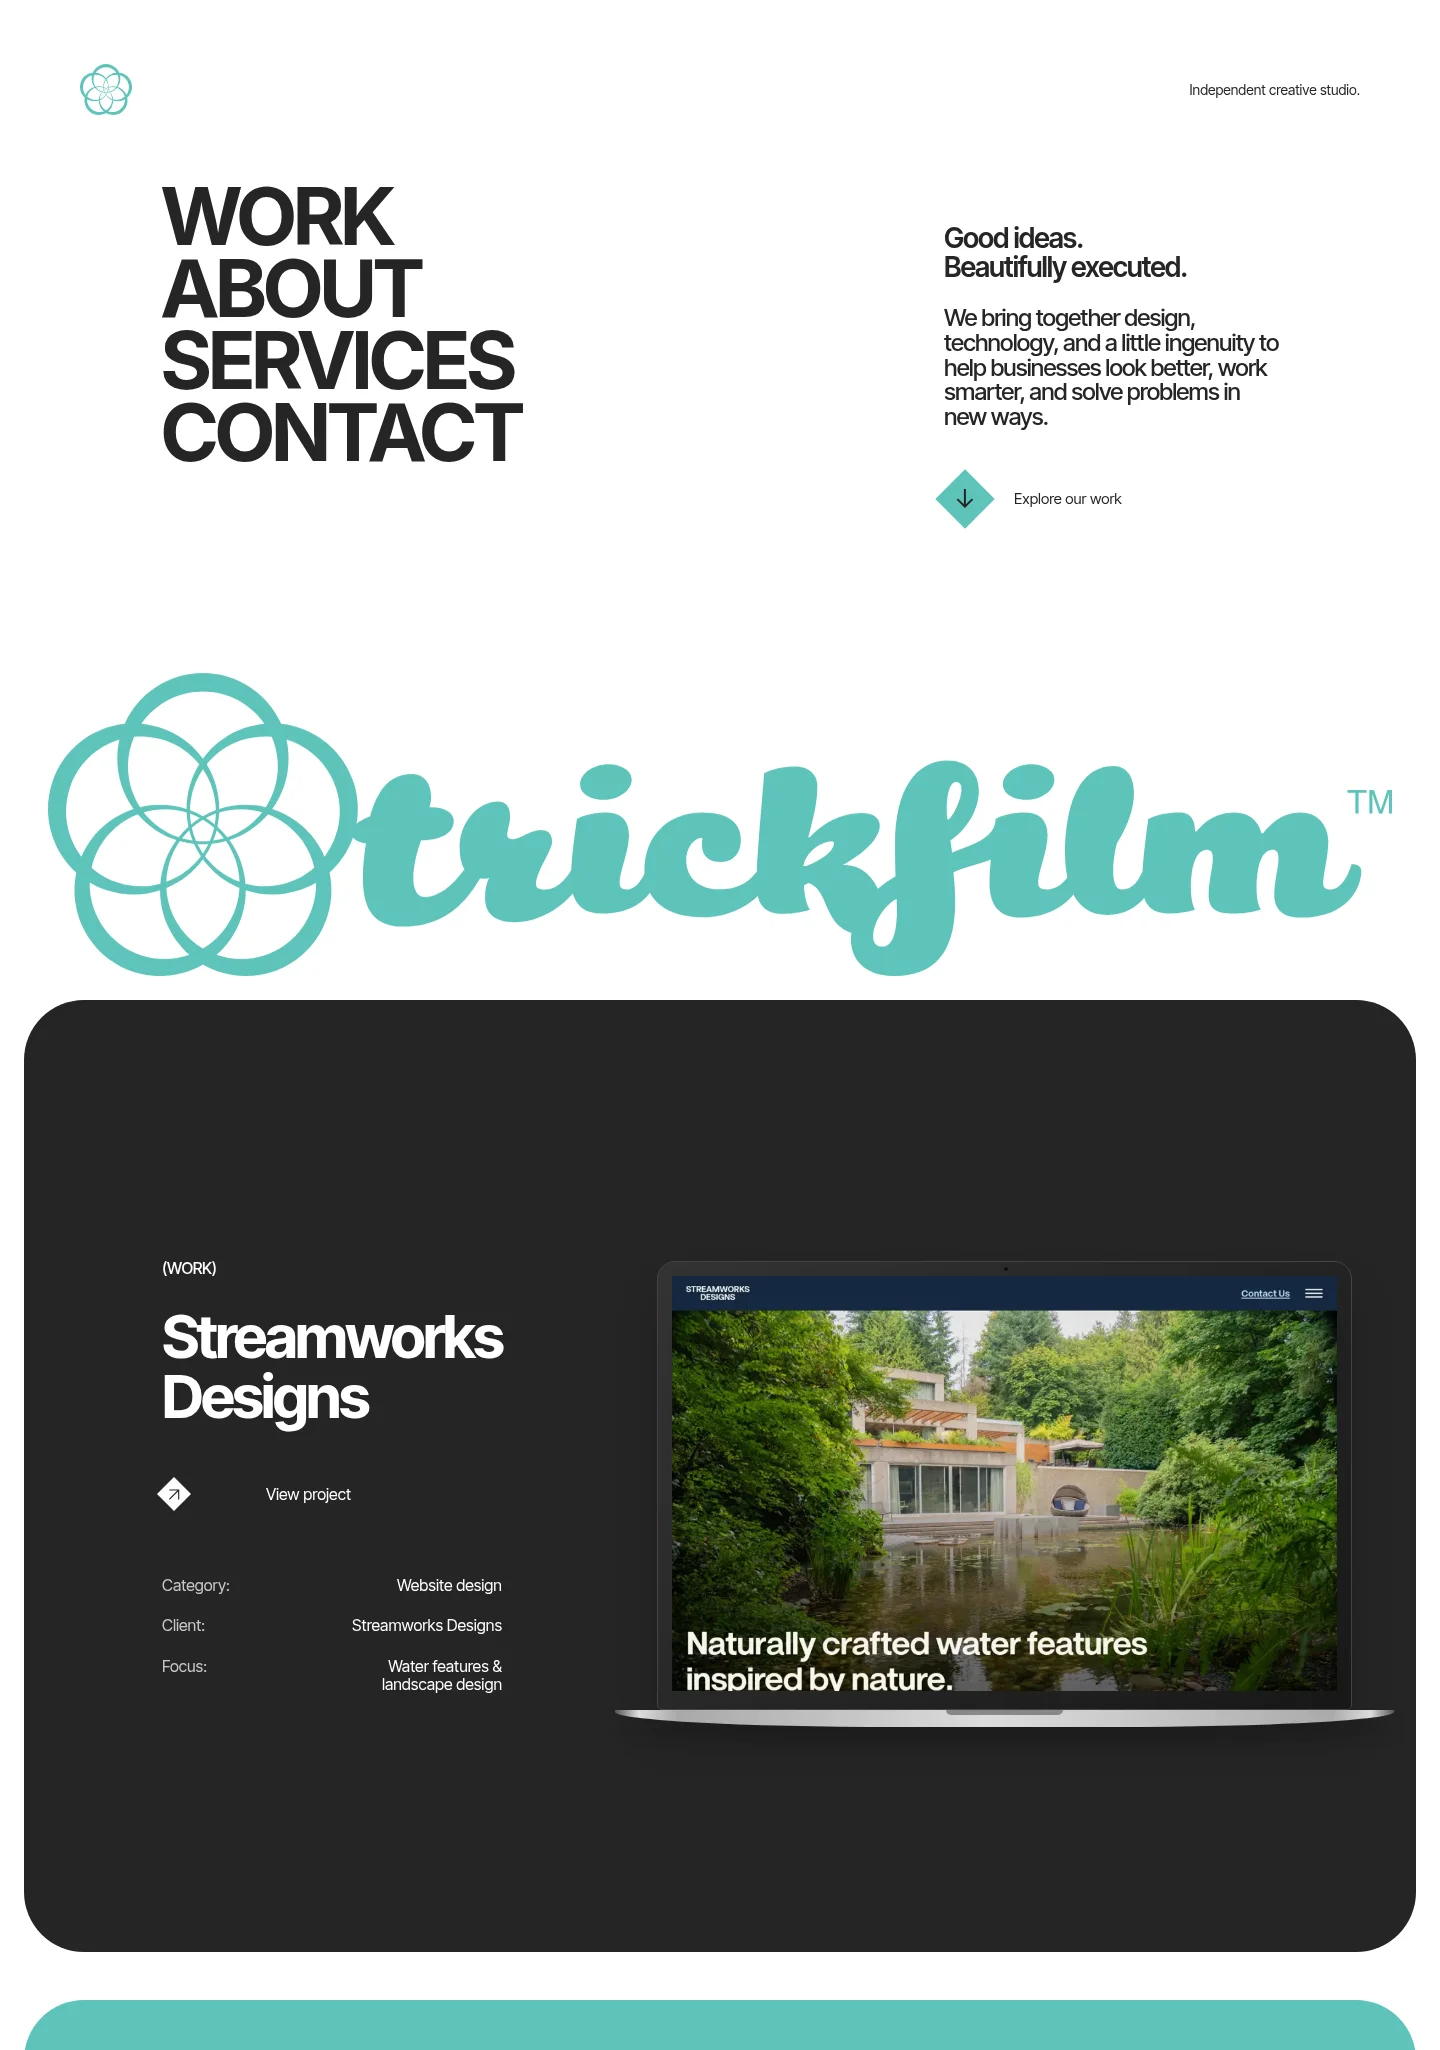 Independent creative studio.
WORK
ABOUT
SERVICES
CONTACT
Good ideas.
Beautifully executed.
We bring together design,
technology, and a little ingenuity to
help businesses look better, work
smarter, and solve problems in
new ways.
Explore our work
trickfilm™
(WORK)
Streamworks
Designs
View project
Category: Website design
Client: Streamworks Designs
Focus: Water features &
landscape design
STREAMWORKS
DESIGNS
Contact Us
Naturally crafted water features
inspired by nature.